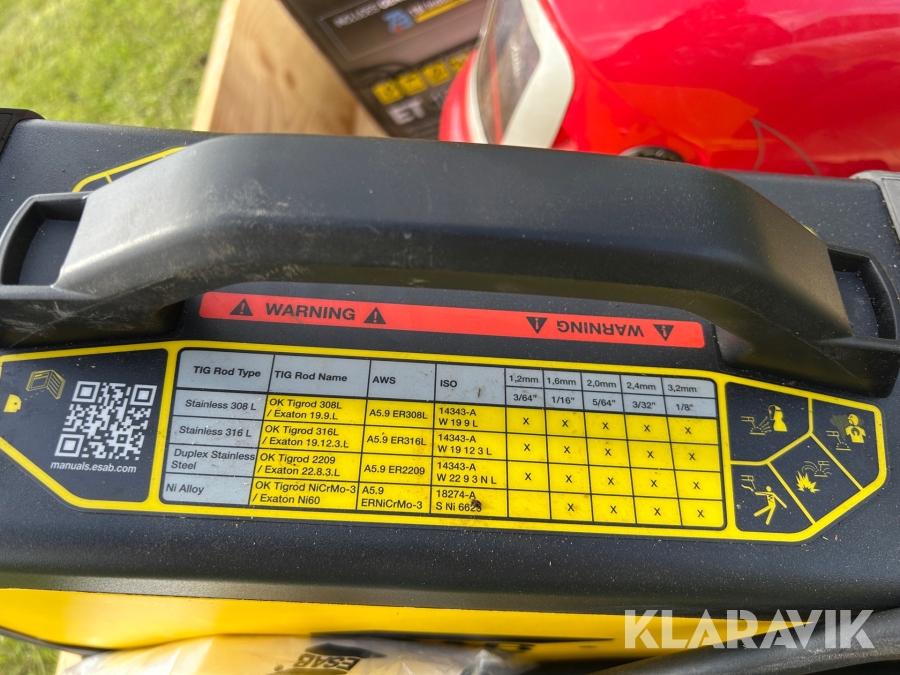 ET
WARNING
WARNING
TIG Rod Type TIG Rod Name AWS ISO 1,2mm 1,6mm 2,0mm 2,4mm 3,2mm
3/64" 1/16" 5/64" 3/32" 1/8"
Stainless 308 L OK Tigrod 308L A5.9 ER308L 14343-A X X X X X
/ Exaton 19.9.L W 19 9 L
Stainless 316 L OK Tigrod 316L A5.9 ER316L 14343-A X X X X X
/ Exaton 19.12.3.L W 19 12 3 L
Duplex Stainless OK Tigrod 2209 A5.9 ER2209 14343-A X X X X X
Steel / Exaton 22.8.3.L W 22 9 3 N L
Ni Alloy OK Tigrod NiCrMo-3 A5.9 18274-A X X X X
/ Exaton Ni60 ERNiCrMo-3 S Ni 6625
manuals.esab.com
KLARAVIK
ESAB